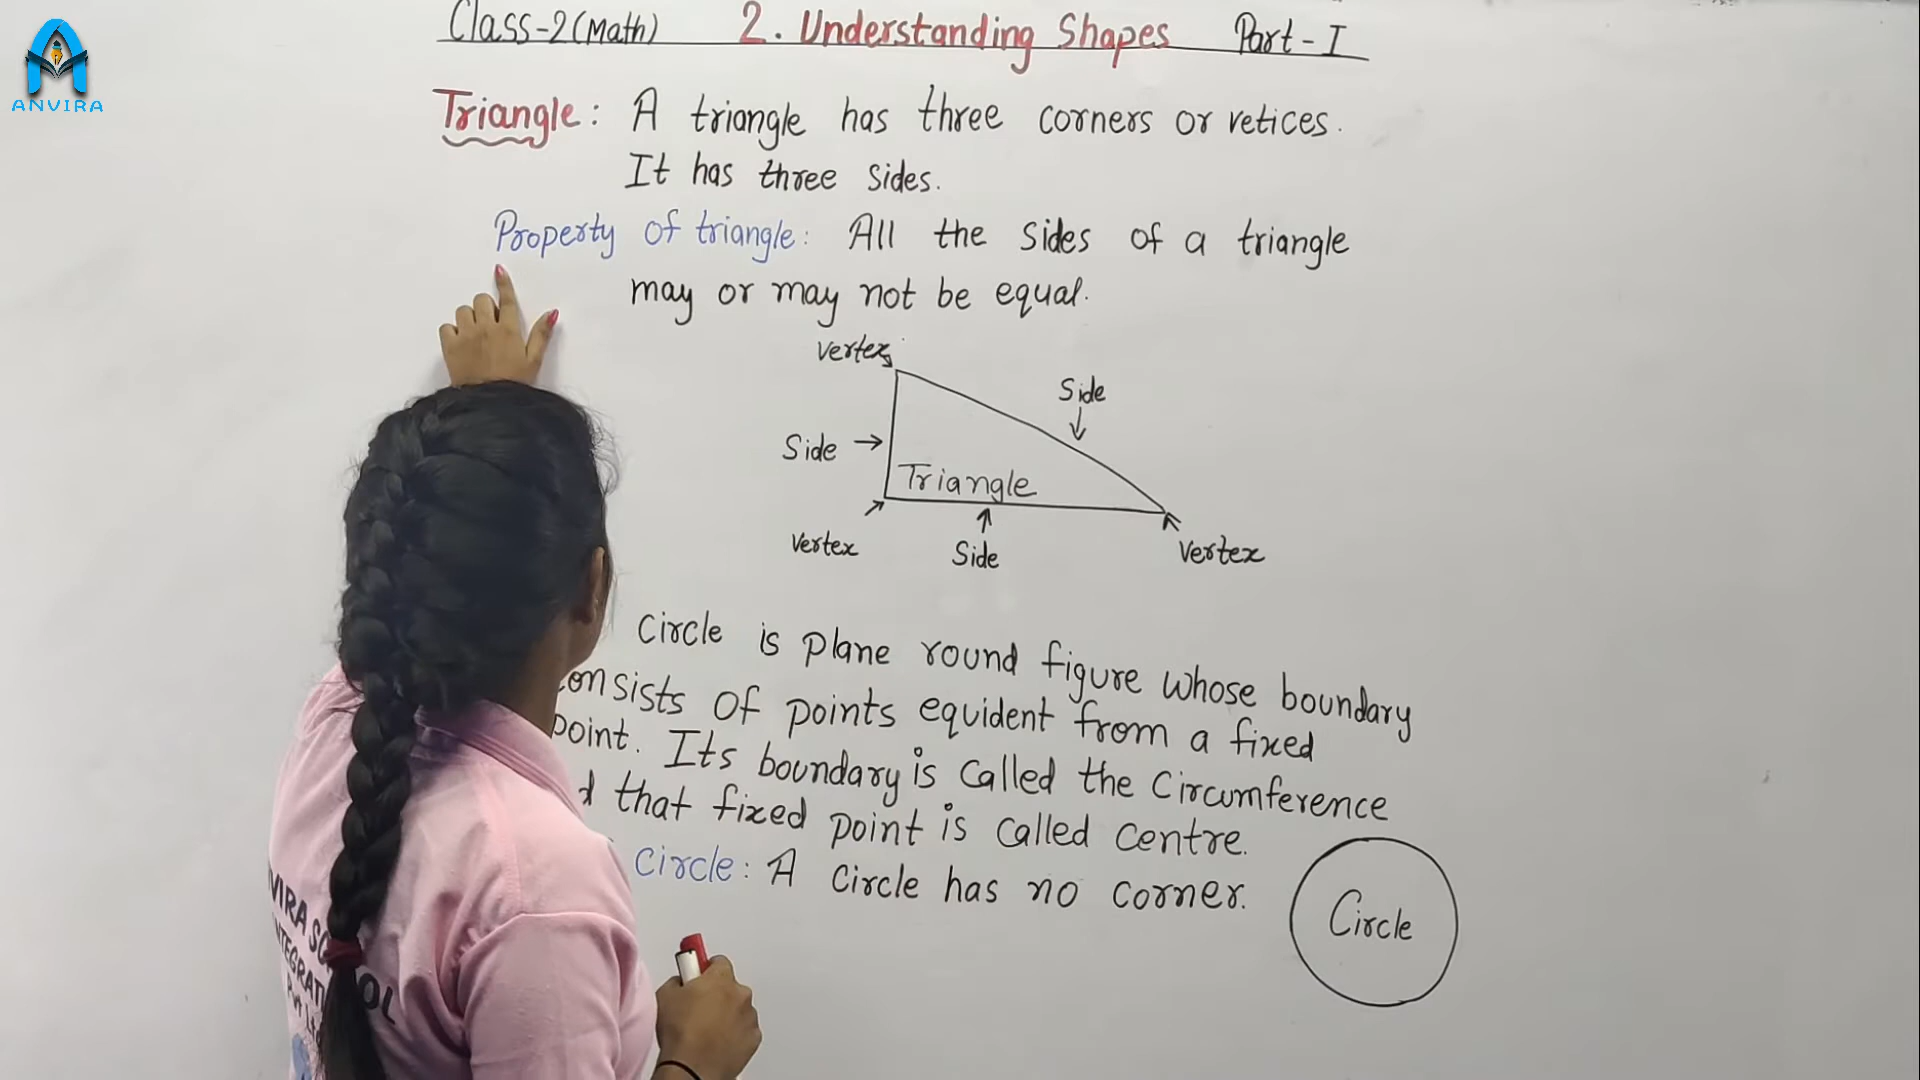 Class-2 (Math) 2. Understanding Shapes Part-I
ANVIRA
Triangle: A triangle has three corners or vetices.
It has three sides.
Property of triangle: All the sides of a triangle
may or may not be equal.
vertex
Side
Side
Triangle
vertex
Side
vertex
Circle is plane round figure whose boundary
onsists of points equident from a fixed
point. Its boundary is called the Circumference
d that fixed point is called centre.
Circle: A circle has no corner.
Circle